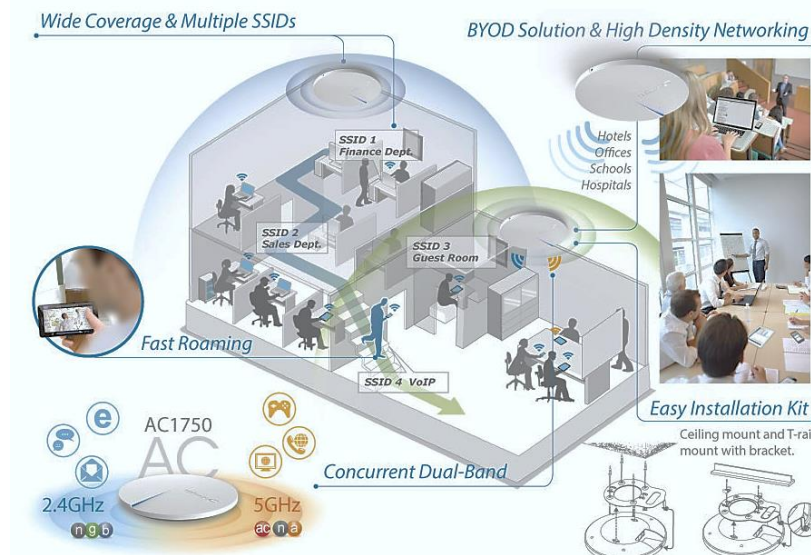 Wide Coverage & Multiple SSIDs
BYOD Solution & High Density Networking
SSID 1
Finance Dept.
Hotels
Offices
Schools
Hospitals
SSID 2
Sales Dept.
SSID 3
Guest Room
Fast Roaming
SSID 4 VoIP
Easy Installation Kit
Ceiling mount and T-rai
mount with bracket.
AC1750
AC
e
Concurrent Dual-Band
2.4GHz
5GHz
n g b
ac n a